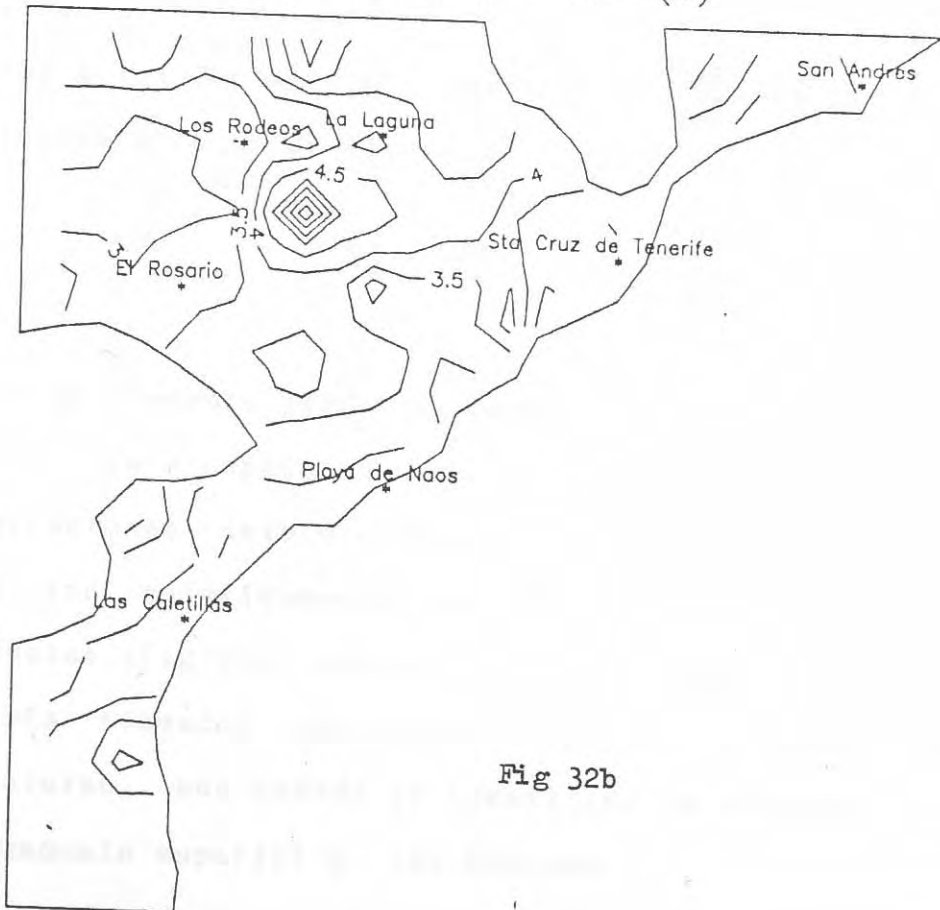 San Andrés
Los Rodeos
La Laguna
4.5
4
3.5
4
Sta Cruz de Tenerife
3
El Rosario
3.5
Playa de Naos
Las Caletillas
Fig 32b